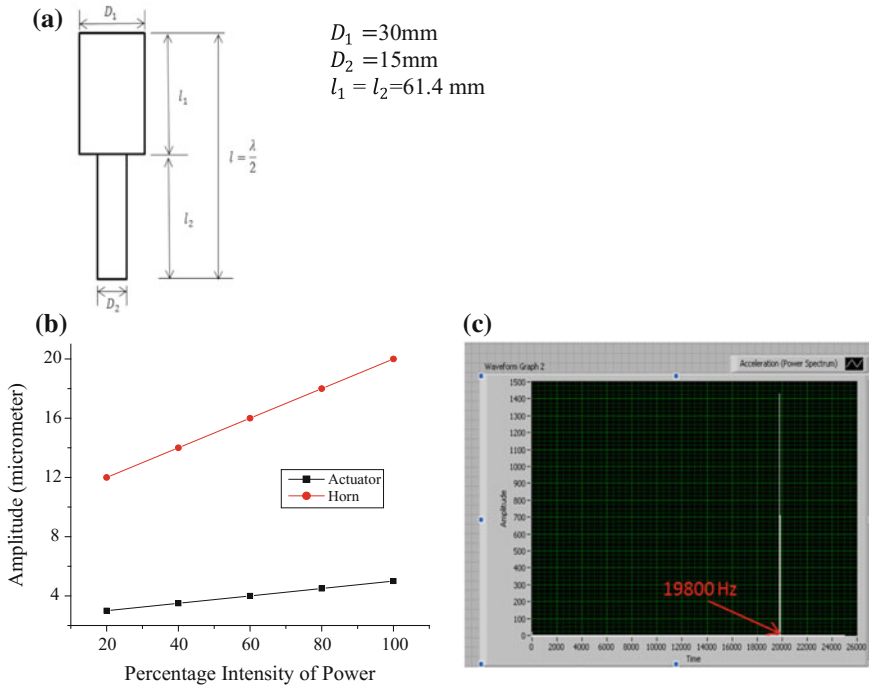 (a)
D₁
l₁
l = λ/2
l₂
D₂
D₁ =30mm
D₂ =15mm
l₁ = l₂=61.4 mm
(b)
20
16
12
8
4
Amplitude (micrometer)
Actuator
Horn
20 40 60 80 100
Percentage Intensity of Power
(c)
Waveform Graph 2
Acceleration (Power Spectrum)
1500
1400
1300
1200
1100
1000
900
800
700
600
500
400
300
200
100
0
Amplitude
19800 Hz
0 2000 4000 6000 8000 10000 12000 14000 16000 18000 20000 22000 24000 26000
Time